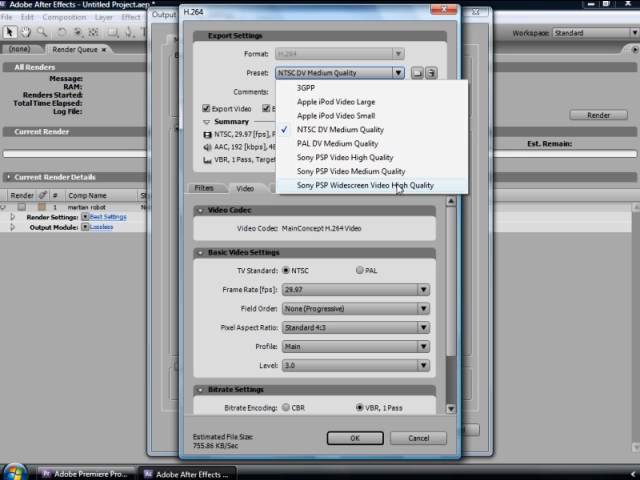 Adobe After Effects - Untitled Project.aep *
File Edit Composition Layer Effect
Workspace: Standard
(none) Render Queue
All Renders
Message:
RAM:
Renders Started:
Total Time Elapsed:
Log File:
Render
Current Render
Est. Remain:
Current Render Details
Render # Comp Name
1 martian robot
Render Settings: Best Settings
Output Module: Lossless
Output
H.264
Export Settings
Format: H.264
Preset: NTSC DV Medium Quality
Comments:
3GPP
Apple iPod Video Large
Apple iPod Video Small
NTSC DV Medium Quality
PAL DV Medium Quality
Sony PSP Video High Quality
Sony PSP Video Medium Quality
Sony PSP Widescreen Video High Quality
Export Video
Summary
NTSC, 29.97 [fps], P
AAC, 192 [kbps], 48
VBR, 1 Pass, Target
Filters Video
Video Codec
Video Codec: MainConcept H.264 Video
Basic Video Settings
TV Standard: NTSC PAL
Frame Rate [fps]: 29.97
Field Order: None (Progressive)
Pixel Aspect Ratio: Standard 4:3
Profile: Main
Level: 3.0
Bitrate Settings
Bitrate Encoding: CBR VBR, 1 Pass
Estimated File Size:
755.86 KB/Sec
OK Cancel
Adobe Premiere Pro...
Adobe After Effects ...